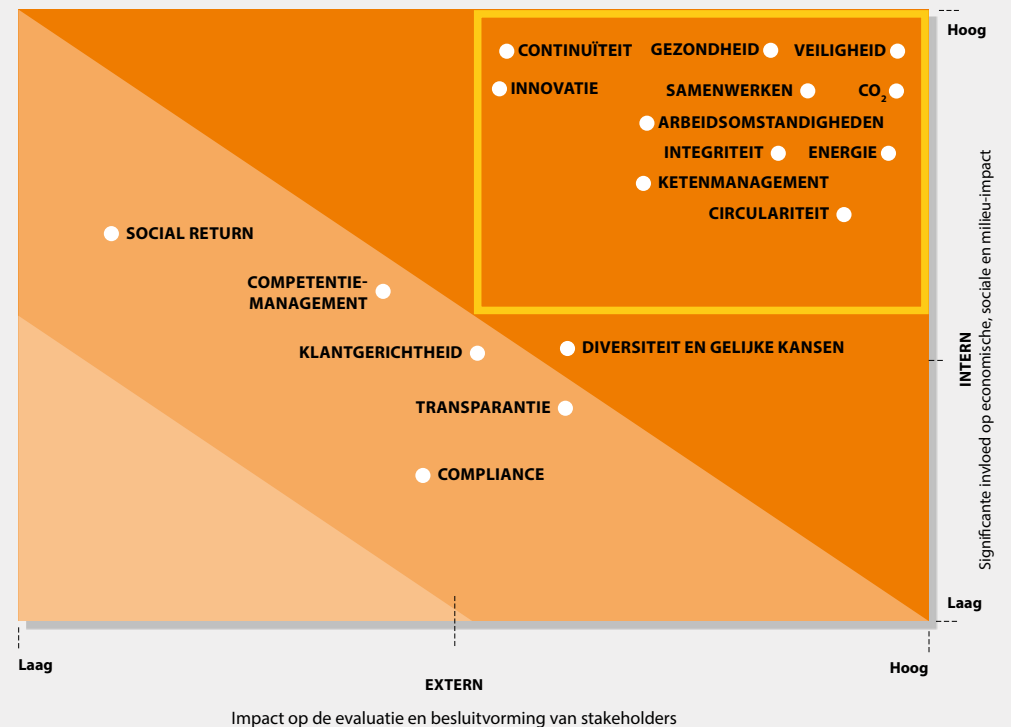 Hoog
CONTINUÏTEIT
GEZONDHEID
VEILIGHEID
INNOVATIE
SAMENWERKEN
CO₂
ARBEIDSOMSTANDIGHEDEN
INTEGRITEIT
ENERGIE
KETENMANAGEMENT
CIRCULARITEIT
SOCIAL RETURN
COMPETENTIE-
MANAGEMENT
KLANTGERICHTHEID
DIVERSITEIT EN GELIJKE KANSEN
TRANSPARANTIE
COMPLIANCE
INTERN
Significante invloed op economische, sociale en milieu-impact
Laag
Laag
Hoog
EXTERN
Impact op de evaluatie en besluitvorming van stakeholders